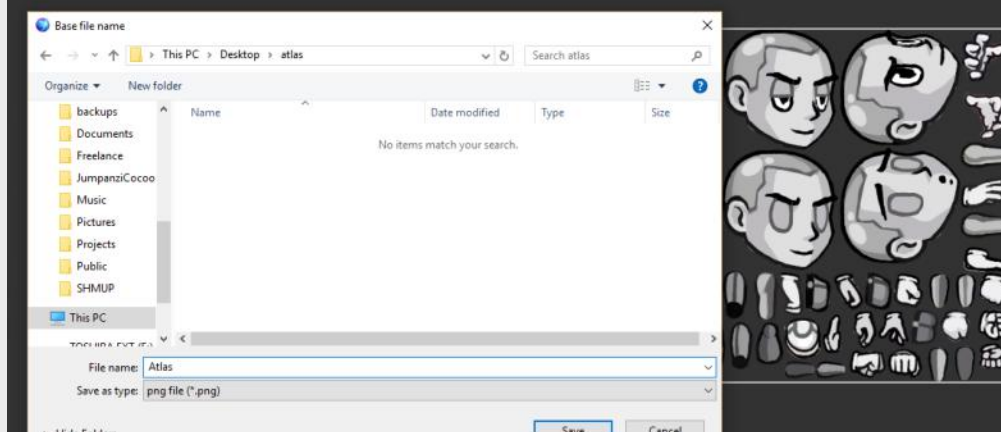 Base file name
This PC > Desktop > atlas
Search atlas
Organize
New folder
backups
Name
Date modified
Type
Size
Documents
No items match your search.
Freelance
JumpanziCocoo
Music
Pictures
Projects
Public
SHMUP
This PC
File name: Atlas
Save as type: png file (*.png)
Hide Folders
Save
Cancel